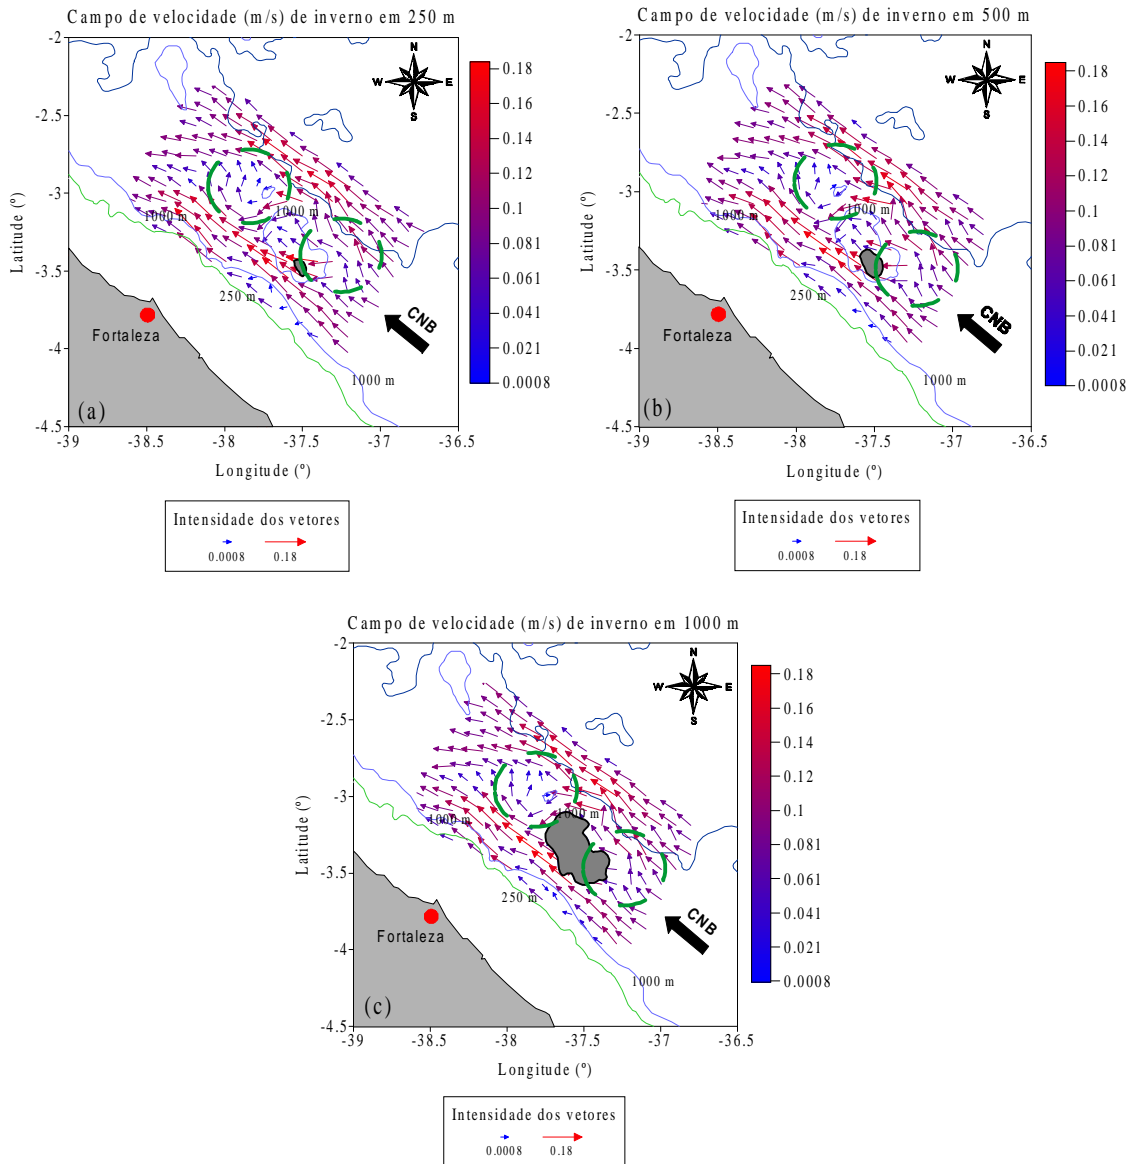 Campo de velocidade (m/s) de inverno em 250 m
-2
-2.5
-3
-3.5
-4
-4.5
Latitude (º)
N
W E
S
1000 m
1000 m
250 m
Fortaleza
CNB
1000 m
(a)
-39 -38.5 -38 -37.5 -37 -36.5
Longitude (º)
0.18
0.16
0.14
0.12
0.1
0.081
0.061
0.041
0.021
0.0008
Intensidade dos vetores
0.0008 0.18
Campo de velocidade (m/s) de inverno em 500 m
-2
-2.5
-3
-3.5
-4
-4.5
Latitude (º)
N
W E
S
1000 m
1000 m
250 m
Fortaleza
CNB
1000 m
(b)
-39 -38.5 -38 -37.5 -37 -36.5
Longitude (º)
0.18
0.16
0.14
0.12
0.1
0.081
0.061
0.041
0.021
0.0008
Intensidade dos vetores
0.0008 0.18
Campo de velocidade (m/s) de inverno em 1000 m
-2
-2.5
-3
-3.5
-4
-4.5
Latitude (º)
N
W E
S
1000 m
1000 m
250 m
Fortaleza
CNB
1000 m
(c)
-39 -38.5 -38 -37.5 -37 -36.5
Longitude (º)
0.18
0.16
0.14
0.12
0.1
0.081
0.061
0.041
0.021
0.0008
Intensidade dos vetores
0.0008 0.18